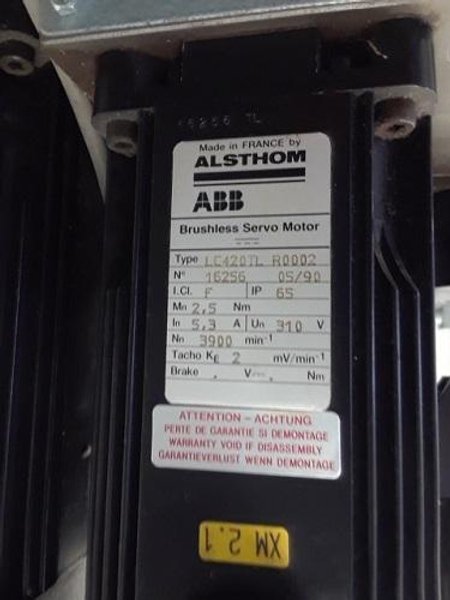 16256 TL
Made in FRANCE by
ALSTHOM
ABB
Brushless Servo Motor
Type LC420TL R0002
N° 16256 05/90
I.Cl. F IP 65
Mn 2,5 Nm
In 5,3 A Un 310 V
Nn 3900 min⁻¹
Tacho KE 2 mV/min⁻¹
Brake . V . Nm
ATTENTION - ACHTUNG
PERTE DE GARANTIE SI DEMONTAGE
WARRANTY VOID IF DISASSEMBLY
GARANTIEVERLUST WENN DEMONTAGE
XM 2.1